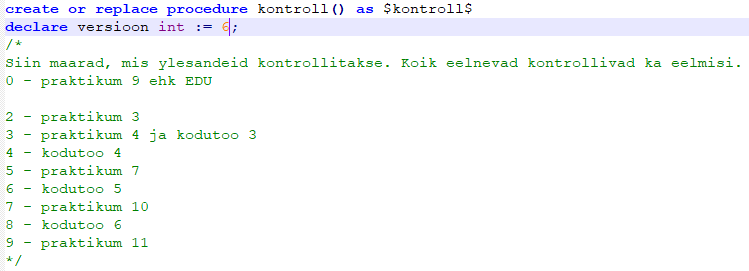 create or replace procedure kontroll() as $kontroll$
declare versioon int := 6;
/*
Siin maarad, mis ylesandeid kontrollitakse. Koik eelnevad kontrollivad ka eelmisi.
0 - praktikum 9 ehk EDU

2 - praktikum 3
3 - praktikum 4 ja kodutoo 3
4 - kodutoo 4
5 - praktikum 7
6 - kodutoo 5
7 - praktikum 10
8 - kodutoo 6
9 - praktikum 11
*/